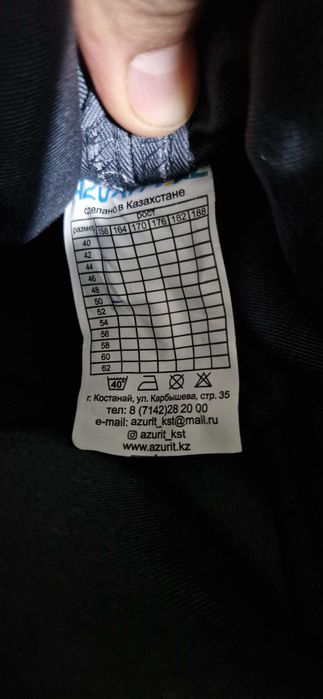 сделано в Казахстане
рост
размер 158 164 170 176 182 188
40
42
44
46
48
50
52
54
56
58
60
62
40°
г. Костанай, ул. Карбышева, стр. 35
тел: 8 (7142)28 20 00
e-mail: azurit_kst@mail.ru
azurit_kst
www.azurit.kz